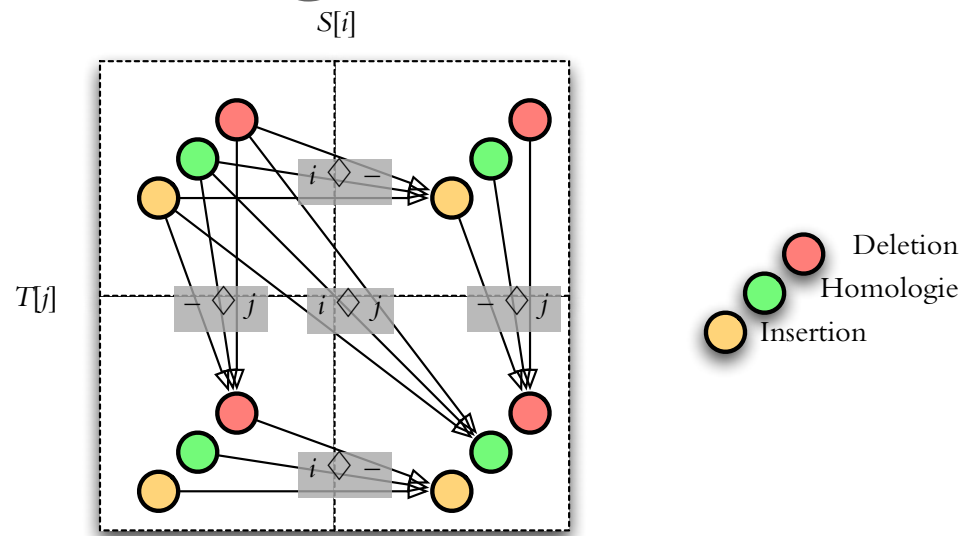 S[i]
i ◇ –
T[j]
– ◇ j
i ◇ j
– ◇ j
i ◇ –
Deletion
Homologie
Insertion